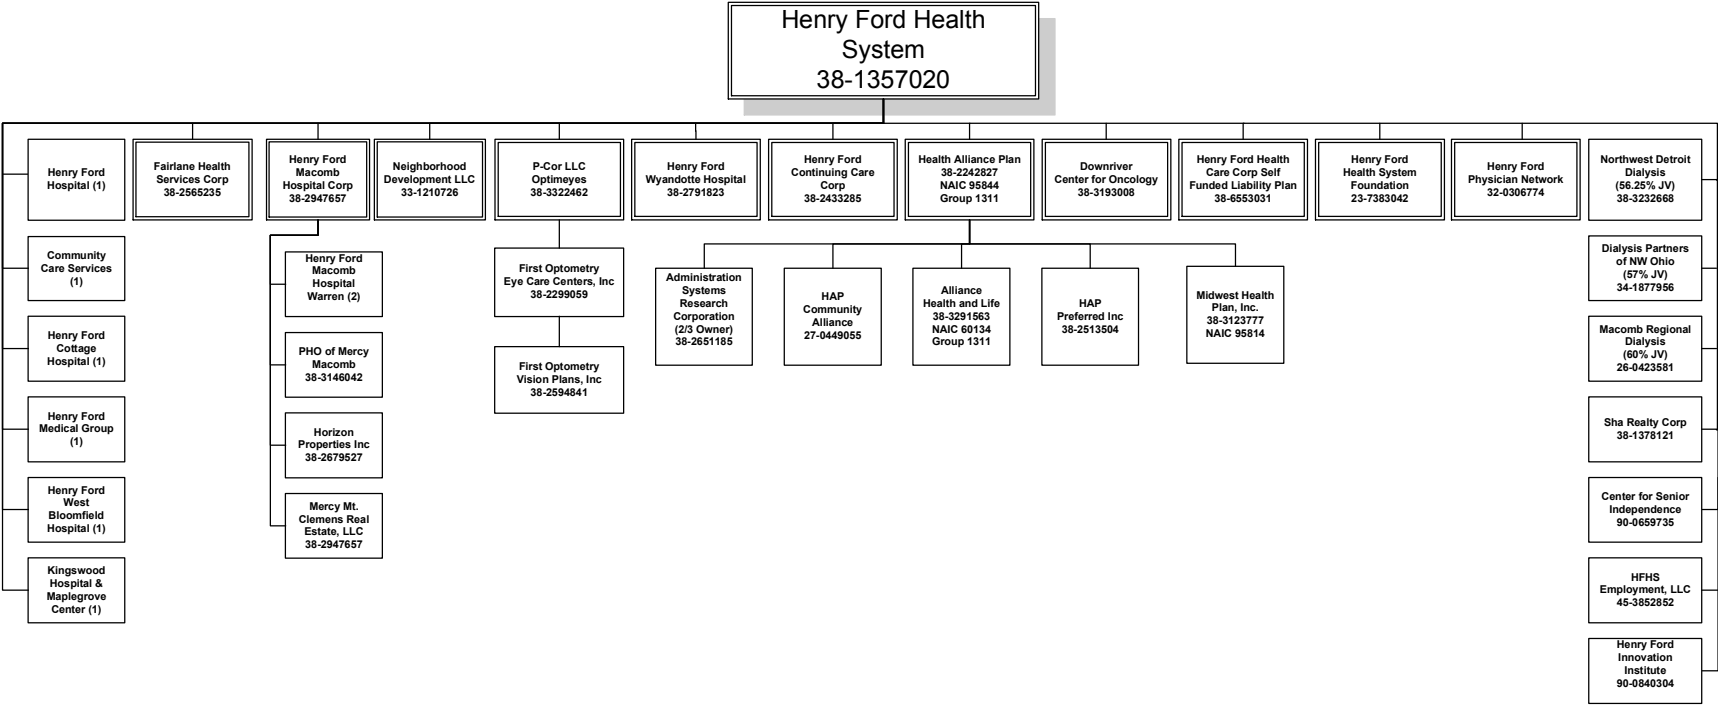 Henry Ford Health
System
38-1357020
Henry Ford
Hospital (1)
Fairlane Health
Services Corp
38-2565235
Henry Ford
Macomb
Hospital Corp
38-2947657
Neighborhood
Development LLC
33-1210726
P-Cor LLC
Optimeyes
38-3322462
Henry Ford
Wyandotte Hospital
38-2791823
Henry Ford
Continuing Care
Corp
38-2433285
Health Alliance Plan
38-2242827
NAIC 95844
Group 1311
Downriver
Center for Oncology
38-3193008
Henry Ford Health
Care Corp Self
Funded Liability Plan
38-6553031
Henry Ford
Health System
Foundation
23-7383042
Henry Ford
Physician Network
32-0306774
Northwest Detroit
Dialysis
(56.25% JV)
38-3232668
Community
Care Services
(1)
Henry Ford
Cottage
Hospital (1)
Henry Ford
Medical Group
(1)
Henry Ford
West
Bloomfield
Hospital (1)
Kingswood
Hospital &
Maplegrove
Center (1)
Henry Ford
Macomb
Hospital
Warren (2)
PHO of Mercy
Macomb
38-3146042
Horizon
Properties Inc
38-2679527
Mercy Mt.
Clemens Real
Estate, LLC
38-2947657
First Optometry
Eye Care Centers, Inc
38-2299059
First Optometry
Vision Plans, Inc
38-2594841
Administration
Systems
Research
Corporation
(2/3 Owner)
38-2651185
HAP
Community
Alliance
27-0449055
Alliance
Health and Life
38-3291563
NAIC 60134
Group 1311
HAP
Preferred Inc
38-2513504
Midwest Health
Plan, Inc.
38-3123777
NAIC 95814
Dialysis Partners
of NW Ohio
(57% JV)
34-1877956
Macomb Regional
Dialysis
(60% JV)
26-0423581
Sha Realty Corp
38-1378121
Center for Senior
Independence
90-0659735
HFHS
Employment, LLC
45-3852852
Henry Ford
Innovation
Institute
90-0840304